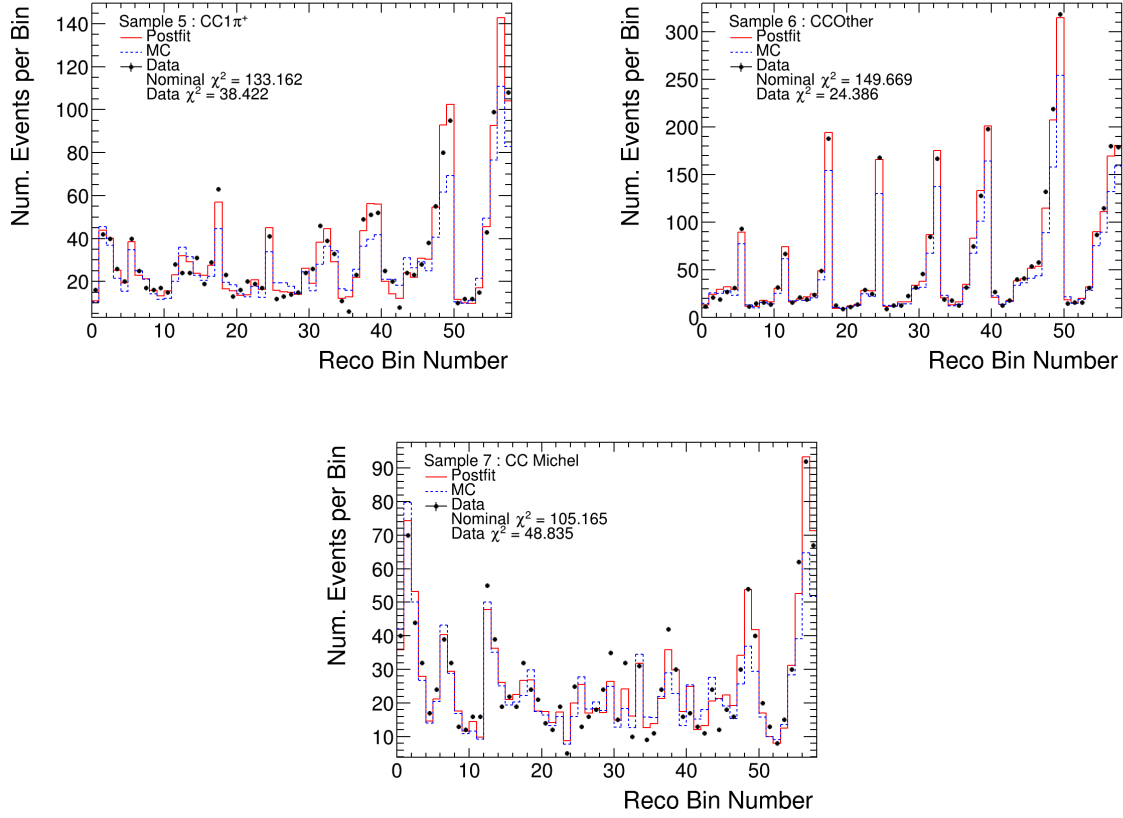 Sample 5 : CC1π⁺
Postfit
MC
Data
Nominal χ² = 133.162
Data χ² = 38.422
Num. Events per Bin
140
120
100
80
60
40
20
0 10 20 30 40 50
Reco Bin Number
Sample 6 : CCOther
Postfit
MC
Data
Nominal χ² = 149.669
Data χ² = 24.386
Num. Events per Bin
300
250
200
150
100
50
0
0 10 20 30 40 50
Reco Bin Number
Sample 7 : CC Michel
Postfit
MC
Data
Nominal χ² = 105.165
Data χ² = 48.835
Num. Events per Bin
90
80
70
60
50
40
30
20
10
0 10 20 30 40 50
Reco Bin Number